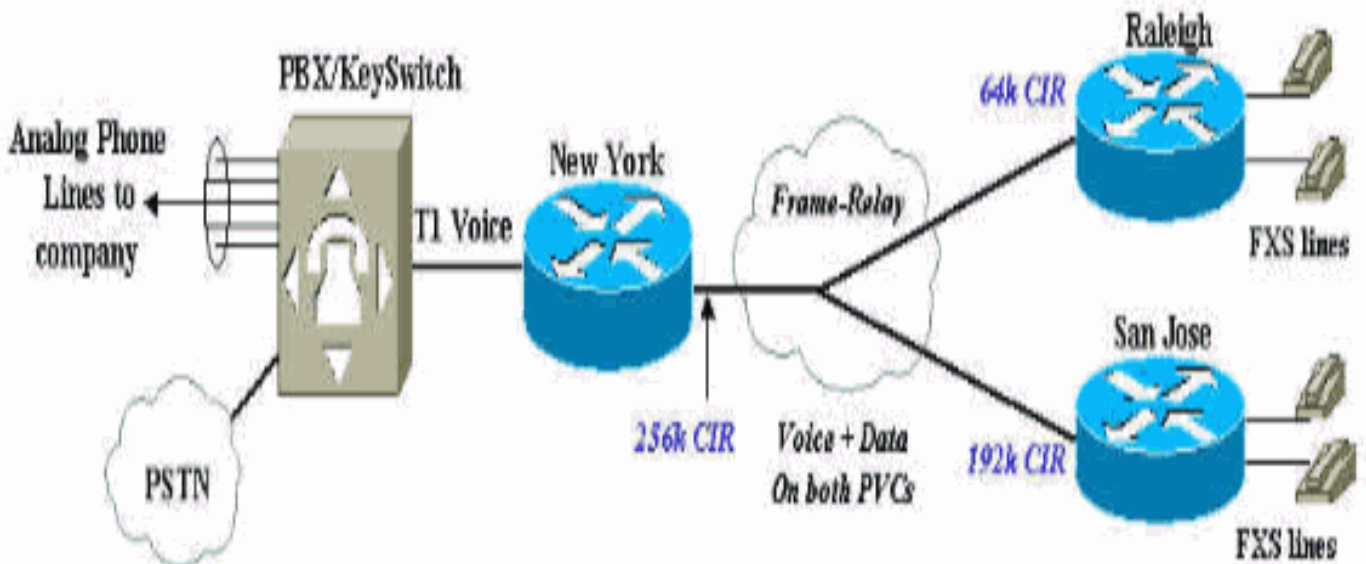 PBX/KeySwitch
Analog Phone
Lines to
company
T1 Voice
New York
PSTN
256k CIR
Frame-Relay
Voice + Data
On both PVCs
Raleigh
64k CIR
FXS lines
San Jose
192k CIR
FXS lines